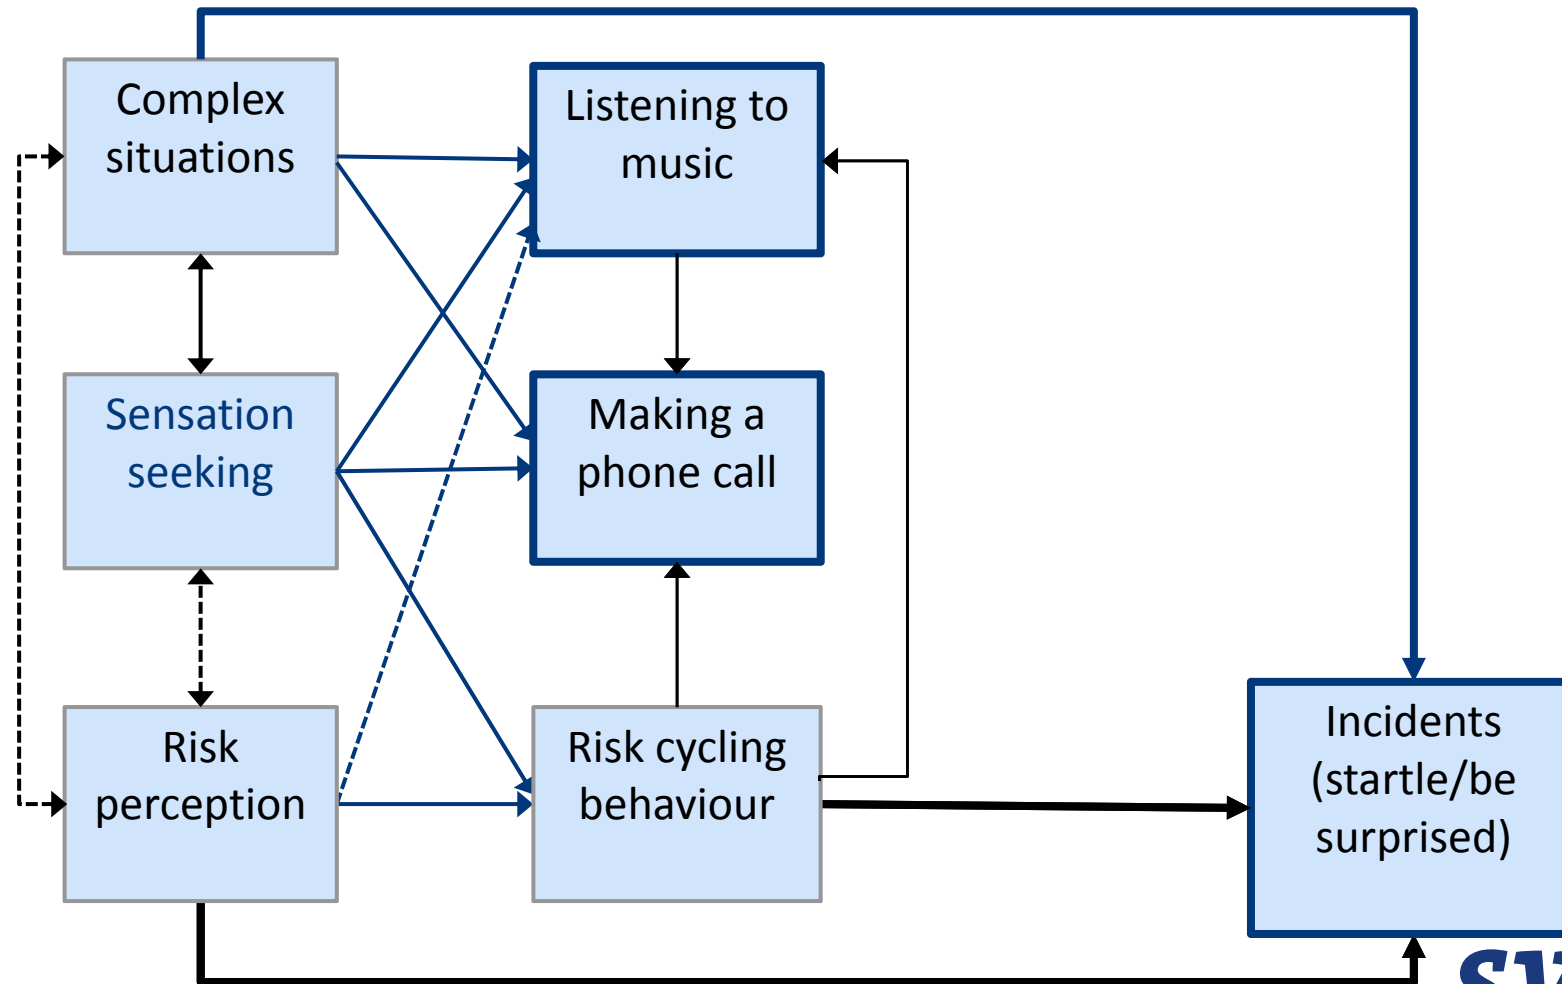 Complex
situations
Listening to
music
Sensation
seeking
Making a
phone call
Risk
perception
Risk cycling
behaviour
Incidents
(startle/be
surprised)